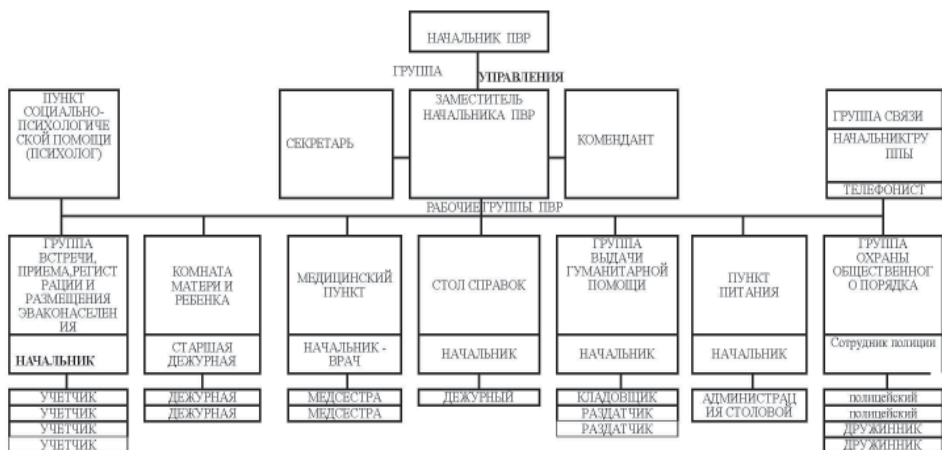 НАЧАЛЬНИК ПВР
ГРУППА УПРАВЛЕНИЯ
ПУНКТ
СОЦИАЛЬНО-
ПСИХОЛОГИЧЕ
СКОЙ ПОМОЩИ
(ПСИХОЛОГ)
СЕКРЕТАРЬ
ЗАМЕСТИТЕЛЬ
НАЧАЛЬНИКА ПВР
КОМЕНДАНТ
ГРУППА СВЯЗИ
НАЧАЛЬНИКГРУ
ППЫ
ТЕЛЕФОНИСТ
РАБОЧИЕ ГРУППЫ ПВР
ГРУППА
ВСТРЕЧИ,
ПРИЕМА,РЕГИСТ
РАЦИИ И
РАЗМЕЩЕНИЯ
ЭВАКОНАСЕЛЕН
ИЯ
НАЧАЛЬНИК
УЧЕТЧИК
УЧЕТЧИК
УЧЕТЧИК
УЧЕТЧИК
КОМНАТА
МАТЕРИ И
РЕБЕНКА
СТАРШАЯ
ДЕЖУРНАЯ
ДЕЖУРНАЯ
ДЕЖУРНАЯ
МЕДИЦИНСКИЙ
ПУНКТ
НАЧАЛЬНИК -
ВРАЧ
МЕДСЕСТРА
МЕДСЕСТРА
СТОЛ СПРАВОК
НАЧАЛЬНИК
ДЕЖУРНЫЙ
ГРУППА
ВЫДАЧИ
ГУМАНИТАРНОЙ
ПОМОЩИ
НАЧАЛЬНИК
КЛАДОВЩИК
РАЗДАТЧИК
РАЗДАТЧИК
ПУНКТ
ПИТАНИЯ
НАЧАЛЬНИК
АДМИНИСТРАЦ
ИЯ СТОЛОВОЙ
ГРУППА
ОХРАНЫ
ОБЩЕСТВЕННОГ
О ПОРЯДКА
Сотрудник полиции
полицейский
полицейский
ДРУЖИННИК
ДРУЖИННИК